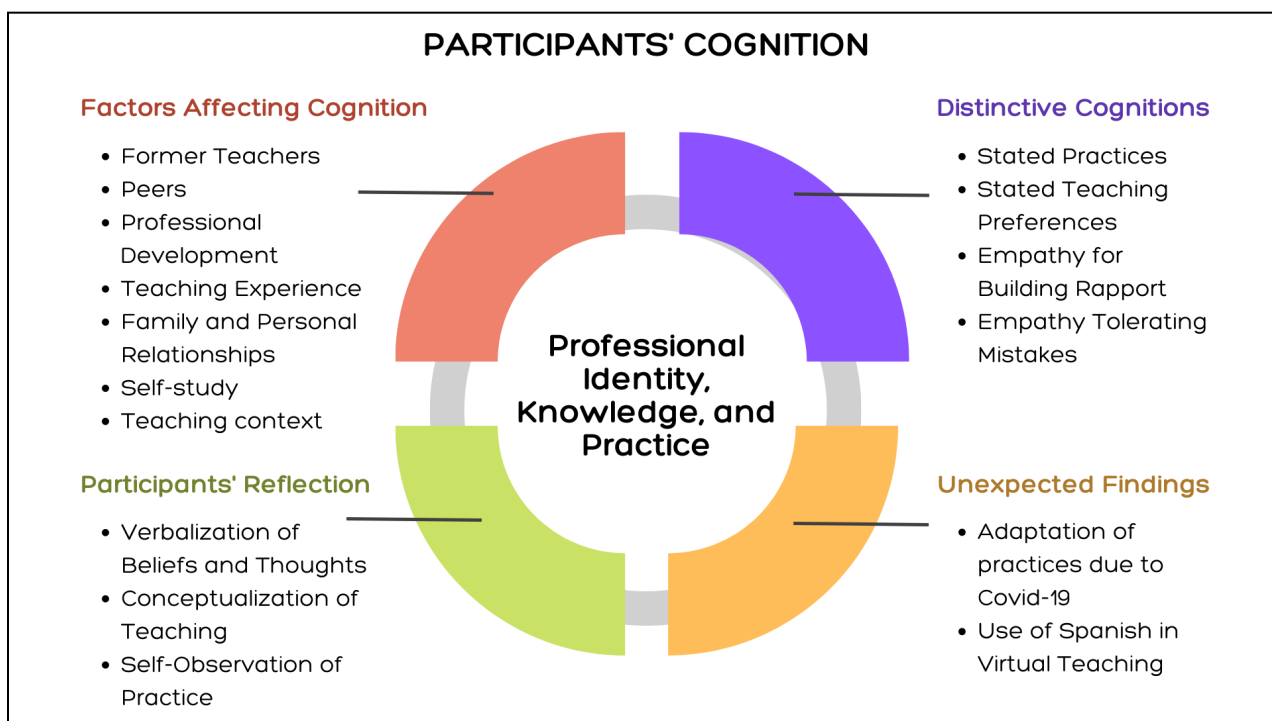 PARTICIPANTS' COGNITION
Factors Affecting Cognition
• Former Teachers
• Peers
• Professional
Development
• Teaching Experience
• Family and Personal
Relationships
• Self-study
• Teaching context
Distinctive Cognitions
• Stated Practices
• Stated Teaching
Preferences
• Empathy for
Building Rapport
• Empathy Tolerating
Mistakes
Professional
Identity,
Knowledge, and
Practice
Participants' Reflection
• Verbalization of
Beliefs and Thoughts
• Conceptualization of
Teaching
• Self-Observation of
Practice
Unexpected Findings
• Adaptation of
practices due to
Covid-19
• Use of Spanish in
Virtual Teaching